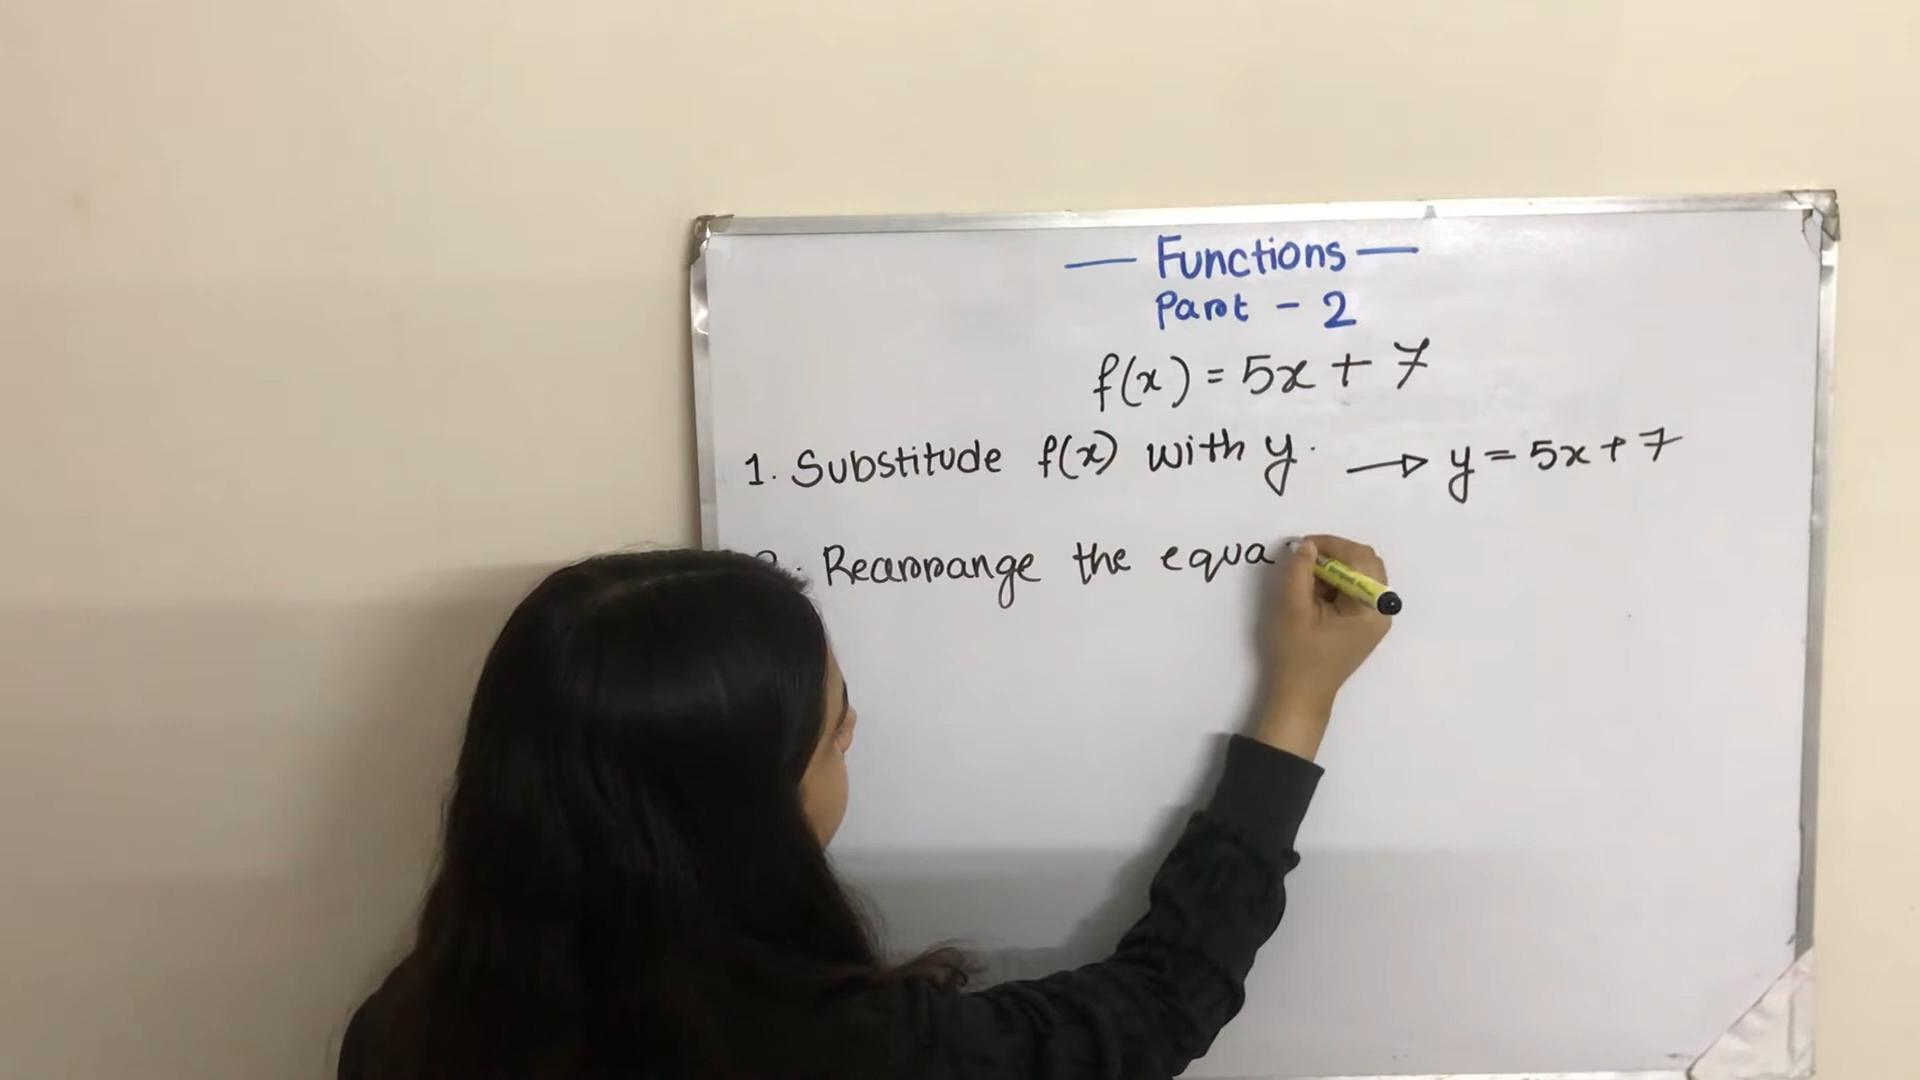 — Functions —
Part - 2
f(x) = 5x + 7
1. Substitude f(x) with y. → y = 5x + 7
2. Rearrange the equa